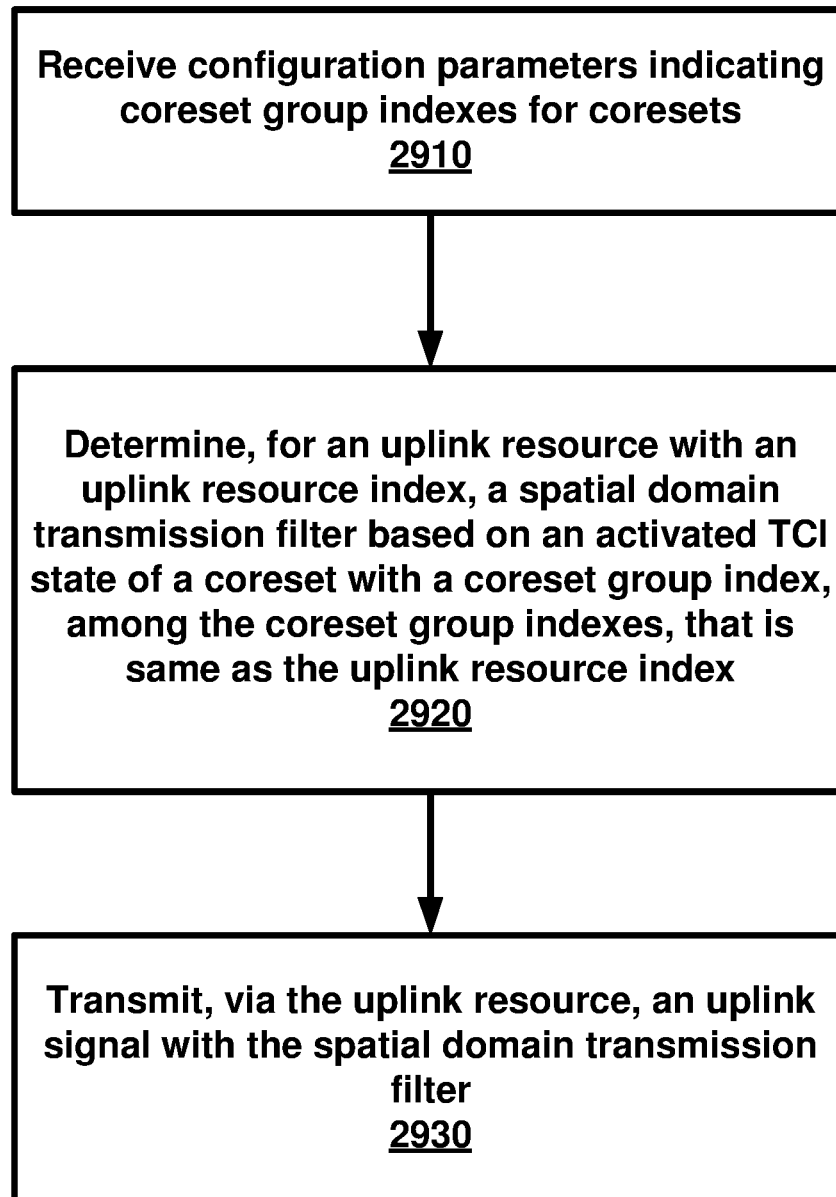 Receive configuration parameters indicating
coreset group indexes for coresets
2910
Determine, for an uplink resource with an
uplink resource index, a spatial domain
transmission filter based on an activated TCI
state of a coreset with a coreset group index,
among the coreset group indexes, that is
same as the uplink resource index
2920
Transmit, via the uplink resource, an uplink
signal with the spatial domain transmission
filter
2930